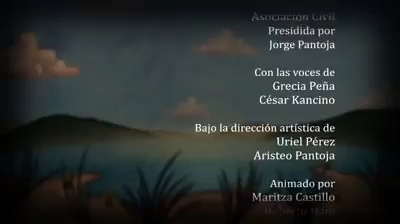 Asociación Civil
Presidida por
Jorge Pantoja
Con las voces de
Grecia Peña
César Kancino
Bajo la dirección artística de
Uriel Pérez
Aristeo Pantoja
Animado por
Maritza Castillo